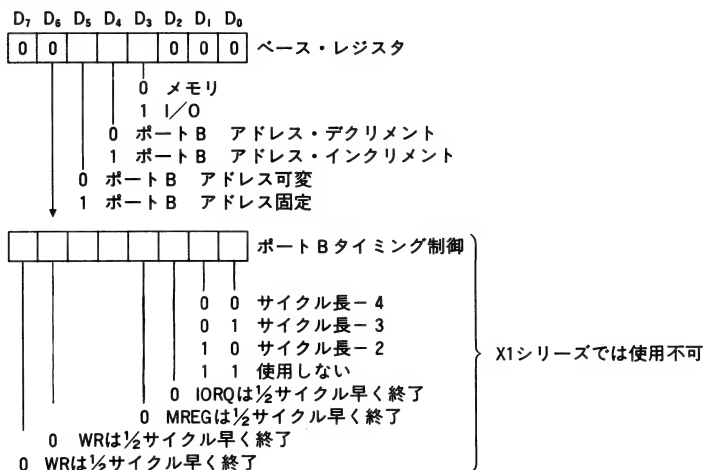 D₇ D₆ D₅ D₄ D₃ D₂ D₁ D₀
0 0 0 0 0 ベース・レジスタ
0 メモリ
1 I/O
0 ポートB アドレス・デクリメント
1 ポートB アドレス・インクリメント
0 ポートB アドレス可変
1 ポートB アドレス固定
ポートBタイミング制御
0 0 サイクル長−4
0 1 サイクル長−3
1 0 サイクル長−2
1 1 使用しない
X1シリーズでは使用不可
0 IORQは½サイクル早く終了
0 MREGは½サイクル早く終了
0 WRは½サイクル早く終了
0 WRは½サイクル早く終了